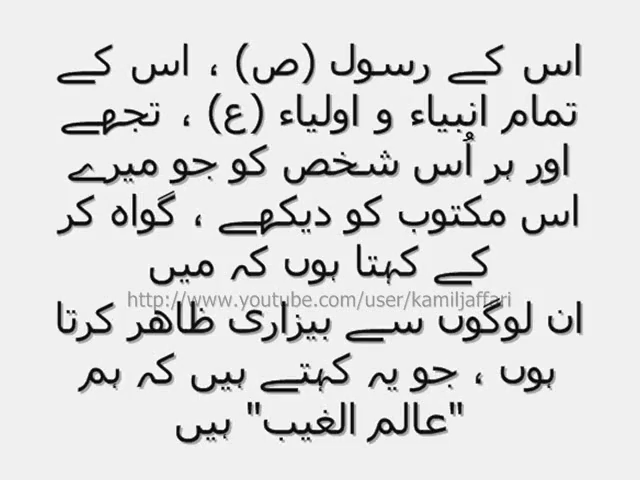 اس کے رسول (ص) ، اس کے
تمام انبیاء و اولیاء (ع) ، تجھے
اور ہر اُس شخص کو جو میرے
اس مکتوب کو دیکھے ، گواہ کر
کے کہتا ہوں کہ میں
http://www.youtube.com/user/kamiljaffari
ان لوگوں سے بیزاری ظاھر کرتا
ہوں ، جو یہ کہتے ہیں کہ ہم
"عالم الغیب" ہیں